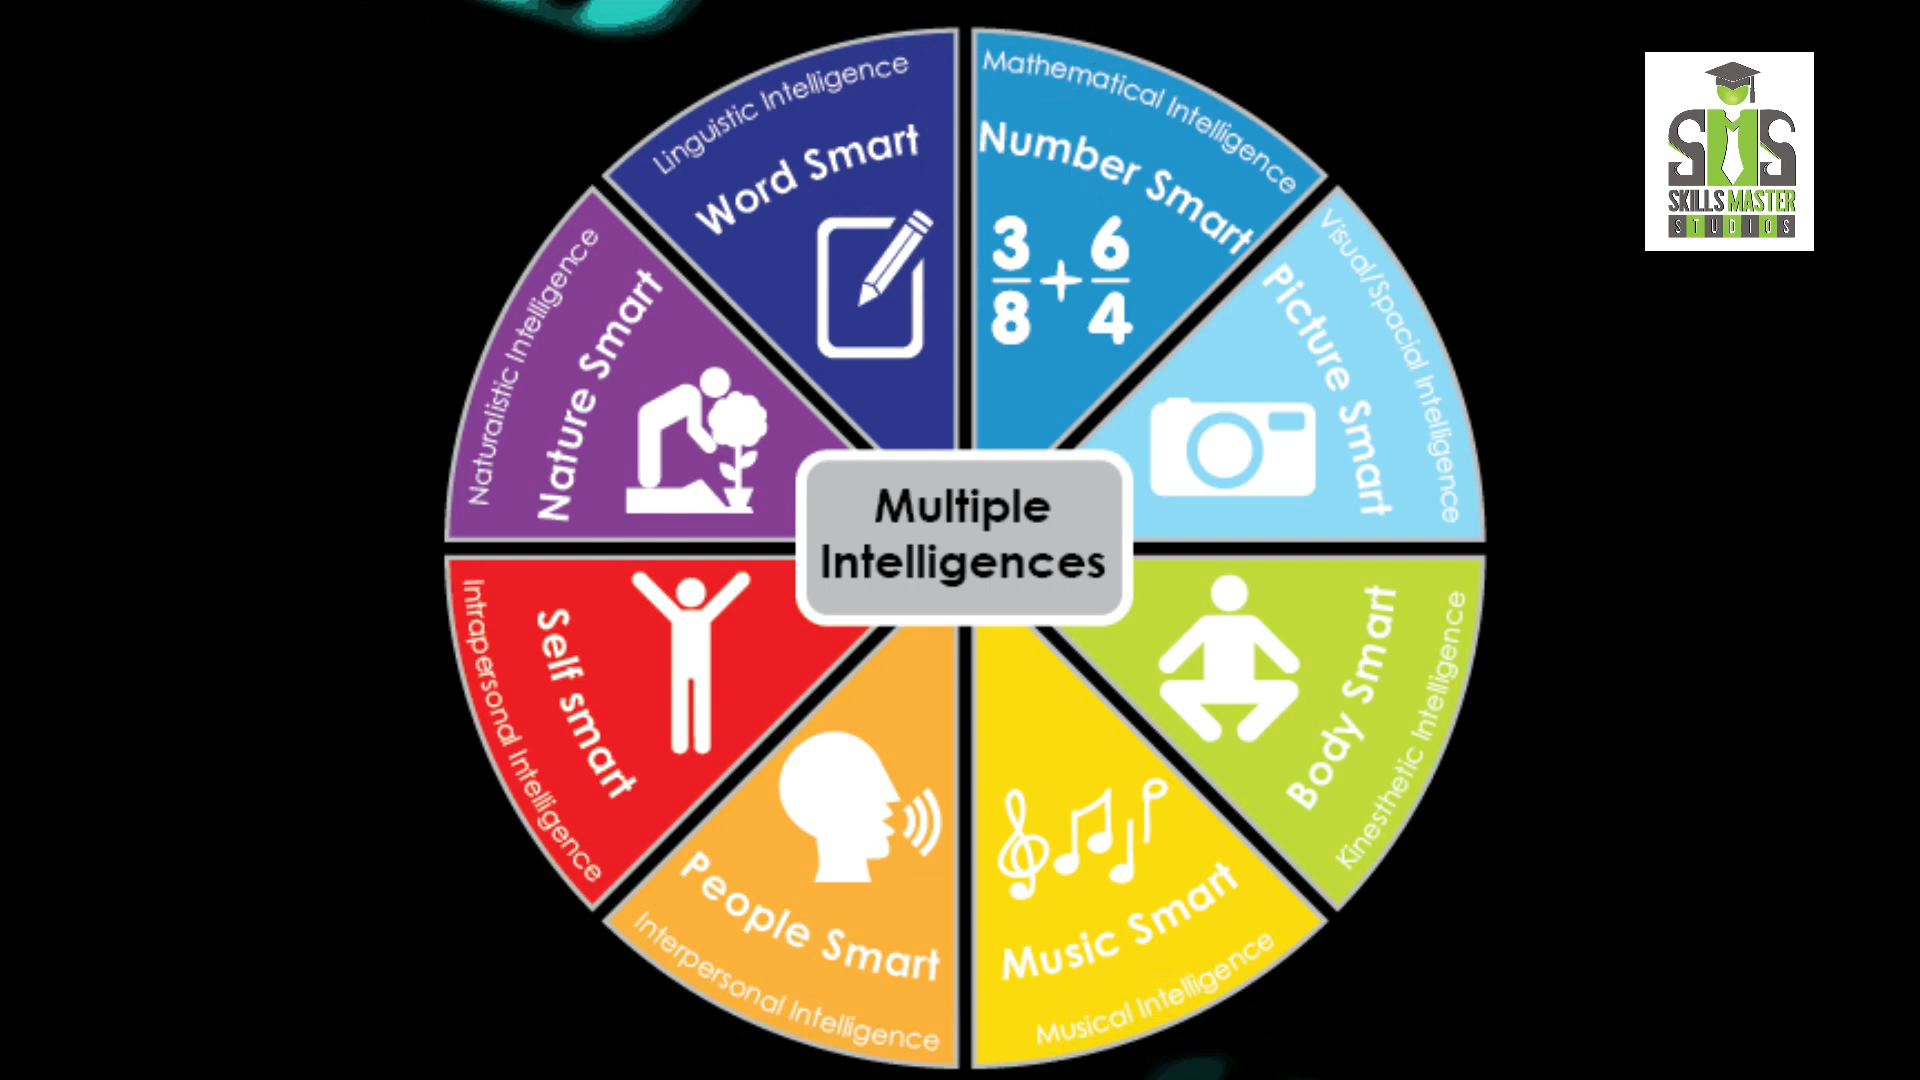 Linguistic Intelligence
Word Smart
Mathematical Intelligence
Number Smart
3 6
+
8 4
Visual/Spacial Intelligence
Picture Smart
Kinesthetic Intelligence
Body Smart
Musical Intelligence
Music Smart
Interpersonal Intelligence
People Smart
Intrapersonal Intelligence
Self smart
Naturalistic Intelligence
Nature Smart
Multiple
Intelligences
SMS
SKILLS MASTER
STUDIOS